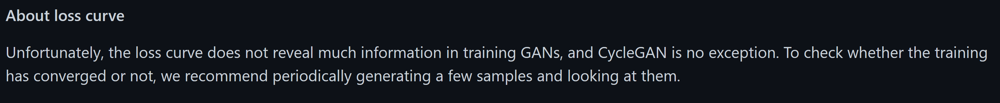 About loss curve
Unfortunately, the loss curve does not reveal much information in training GANs, and CycleGAN is no exception. To check whether the training
has converged or not, we recommend periodically generating a few samples and looking at them.